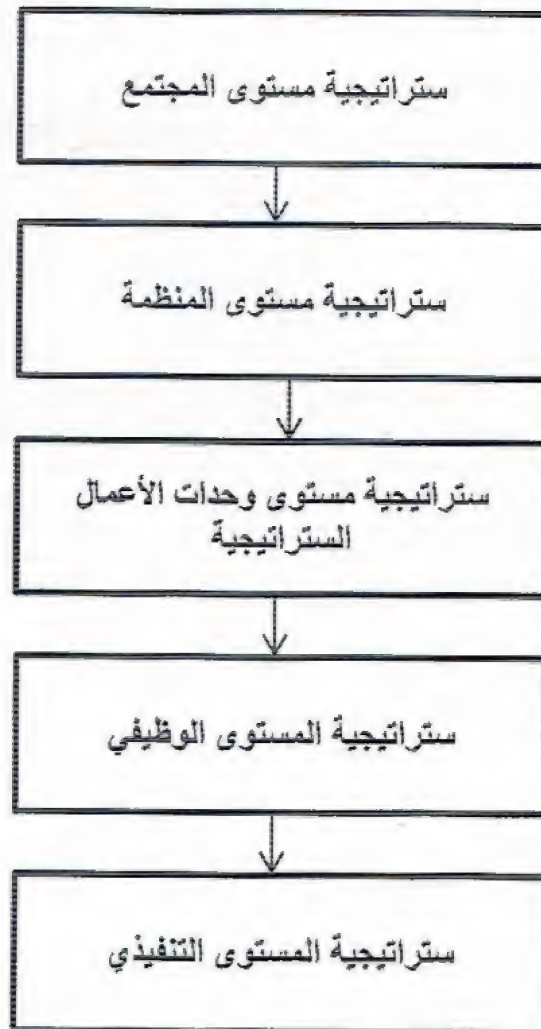 ستراتيجية مستوى المجتمع
ستراتيجية مستوى المنظمة
ستراتيجية مستوى وحدات الأعمال
الستراتيجية
ستراتيجية المستوى الوظيفي
ستراتيجية المستوى التنفيذي